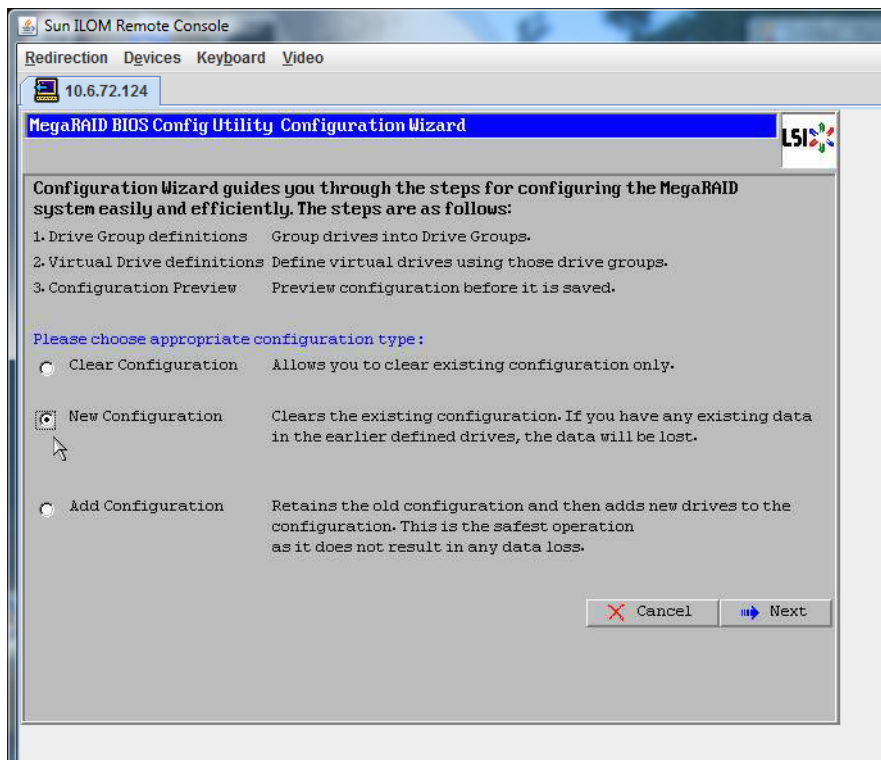 Sun ILOM Remote Console
Redirection Devices Keyboard Video
10.6.72.124
MegaRAID BIOS Config Utility Configuration Wizard
LSI
Configuration Wizard guides you through the steps for configuring the MegaRAID
system easily and efficiently. The steps are as follows:
1. Drive Group definitions Group drives into Drive Groups.
2. Virtual Drive definitions Define virtual drives using those drive groups.
3. Configuration Preview Preview configuration before it is saved.
Please choose appropriate configuration type:
Clear Configuration Allows you to clear existing configuration only.
New Configuration Clears the existing configuration. If you have any existing data
in the earlier defined drives, the data will be lost.
Add Configuration Retains the old configuration and then adds new drives to the
configuration. This is the safest operation
as it does not result in any data loss.
Cancel Next